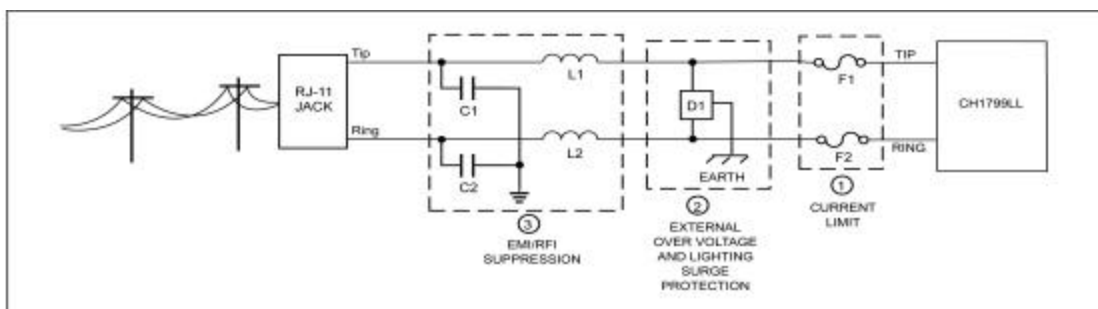 RJ-11
JACK
Tip
Ring
C1
C2
L1
L2
③
EMI/RFI
SUPPRESSION
D1
EARTH
②
EXTERNAL
OVER VOLTAGE
AND LIGHTING
SURGE
PROTECTION
F1
F2
①
CURRENT
LIMIT
TIP
RING
CH1799LL